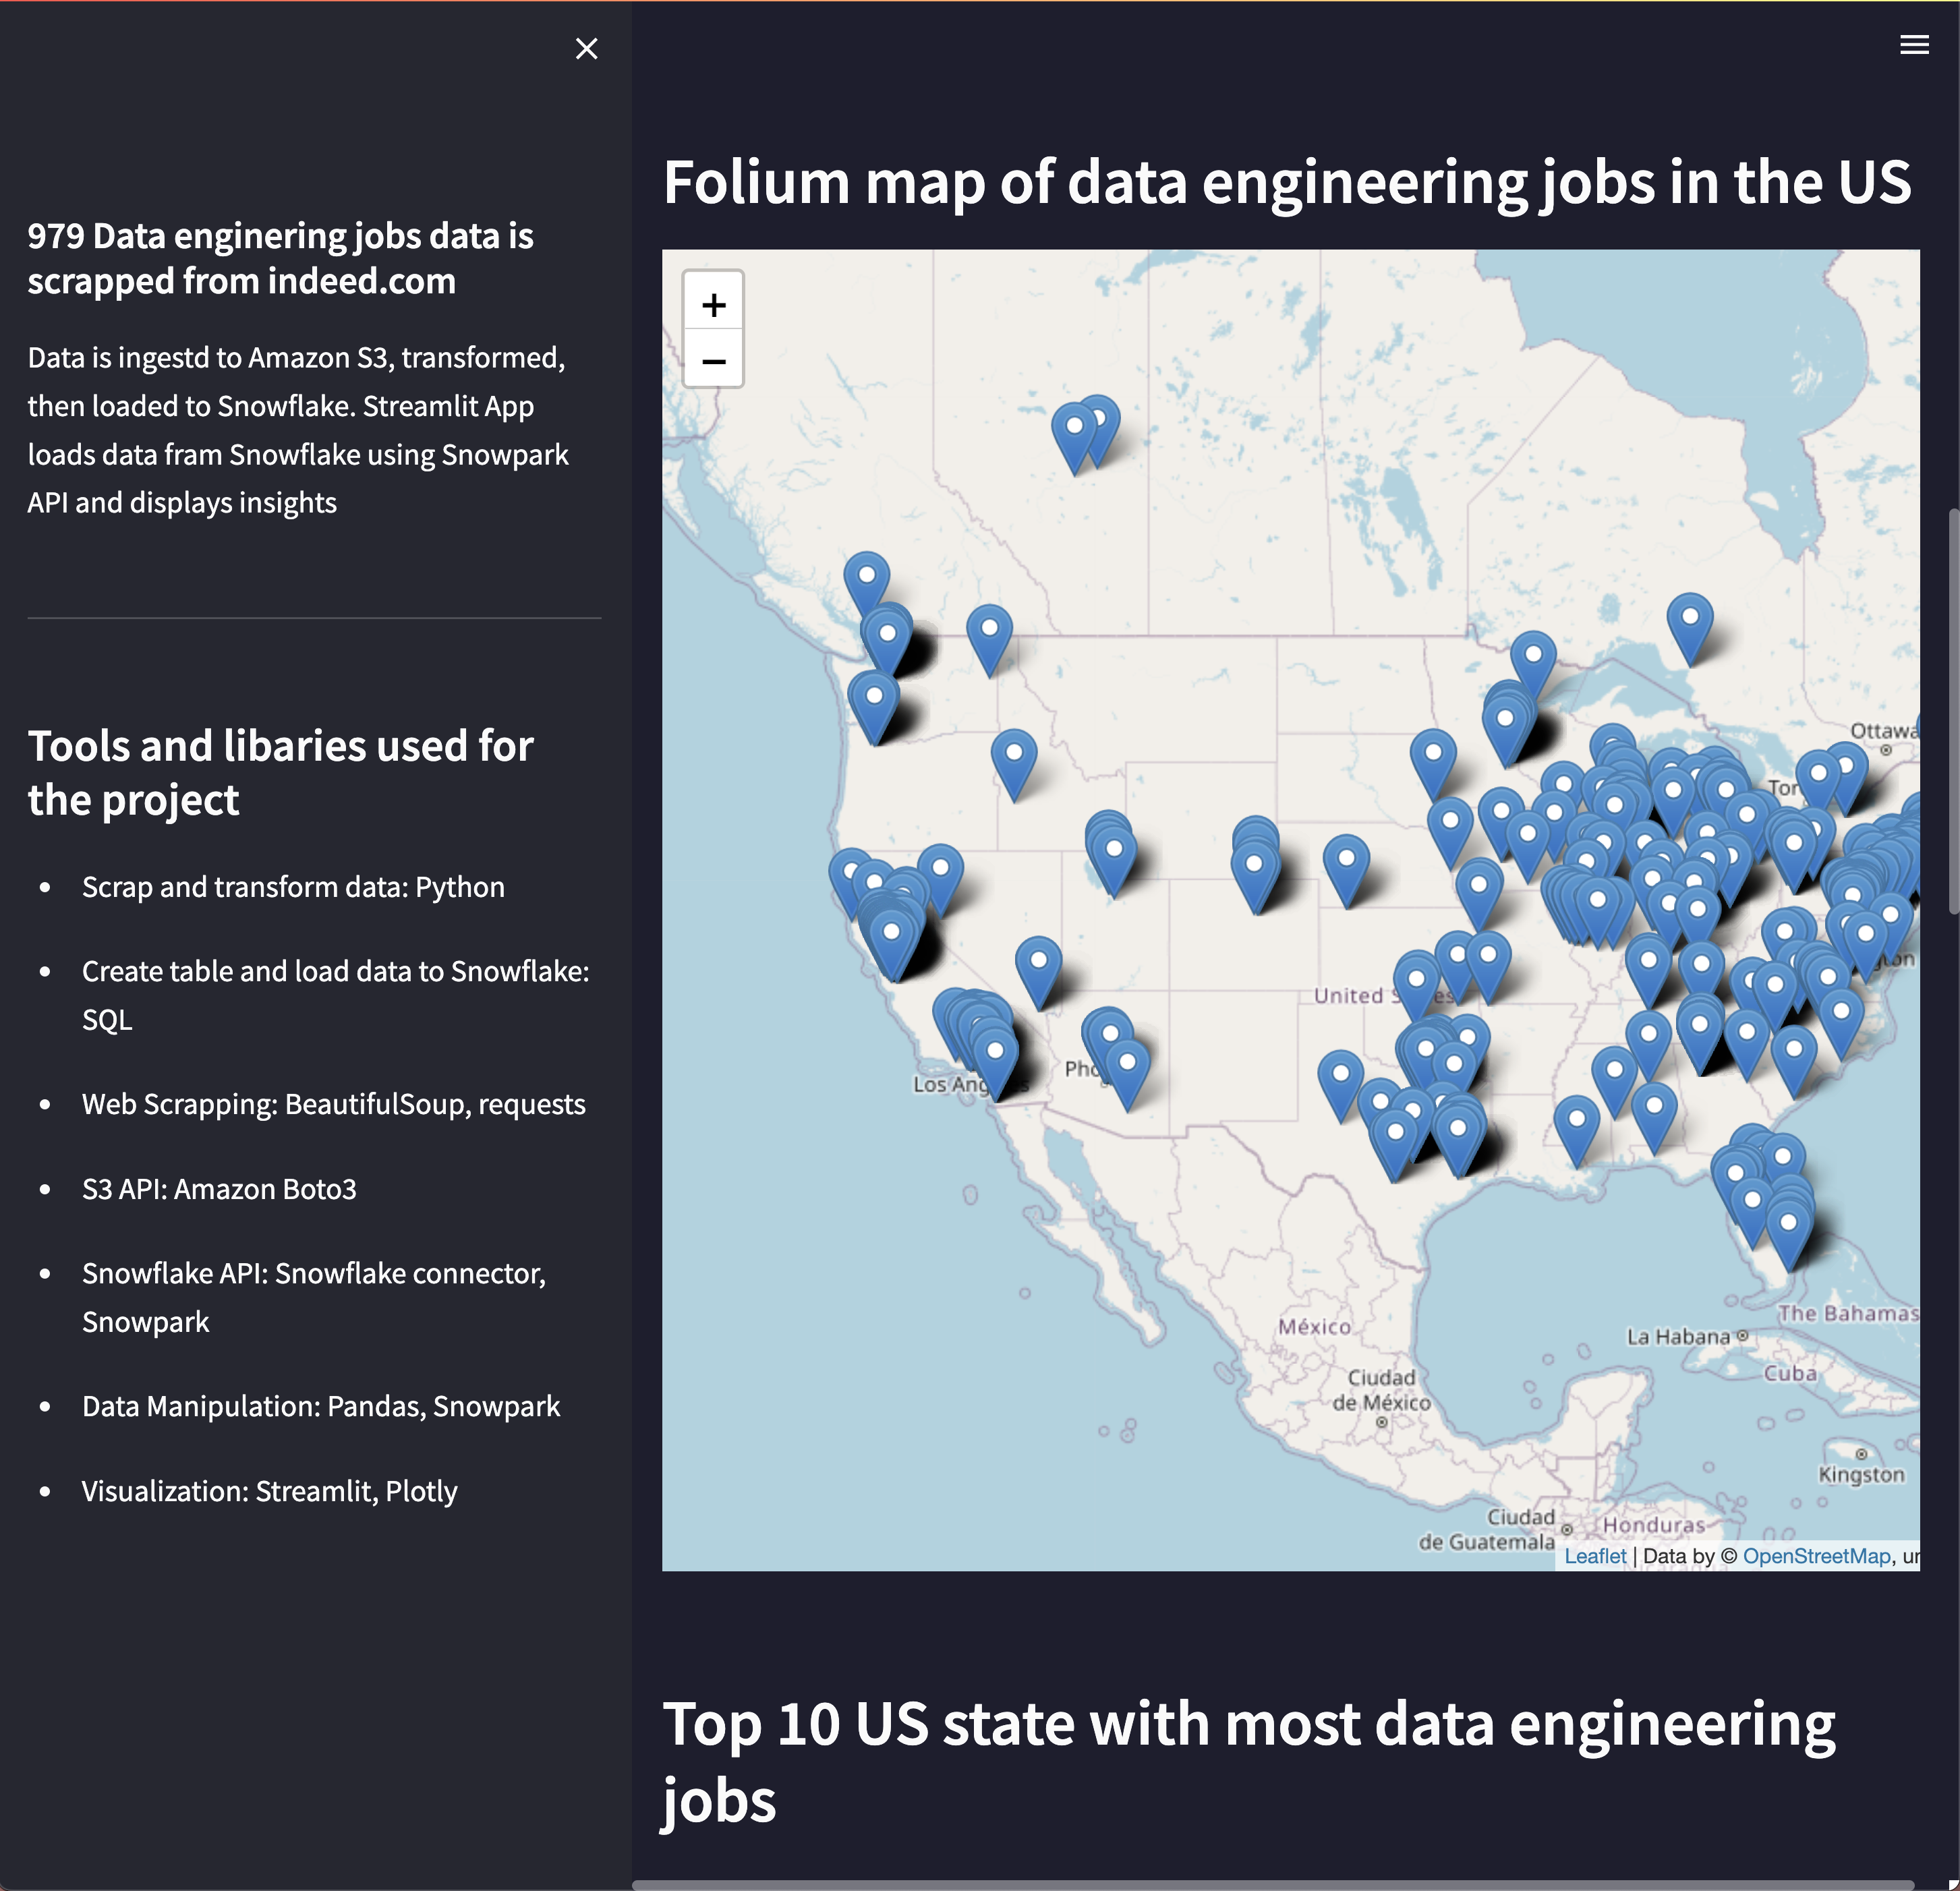 979 Data enginering jobs data is
scrapped from indeed.com
Data is ingestd to Amazon S3, transformed,
then loaded to Snowflake. Streamlit App
loads data fram Snowflake using Snowpark
API and displays insights
Tools and libaries used for
the project
Scrap and transform data: Python
Create table and load data to Snowflake:
SQL
Web Scrapping: BeautifulSoup, requests
S3 API: Amazon Boto3
Snowflake API: Snowflake connector,
Snowpark
Data Manipulation: Pandas, Snowpark
Visualization: Streamlit, Plotly
Folium map of data engineering jobs in the US
+
−
Ottawa
United
México
Ciudad
de México
La Habana
The Bahamas
Cuba
Kingston
Ciudad
de Guatemala
Honduras
Leaflet | Data by © OpenStreetMap,
Top 10 US state with most data engineering
jobs